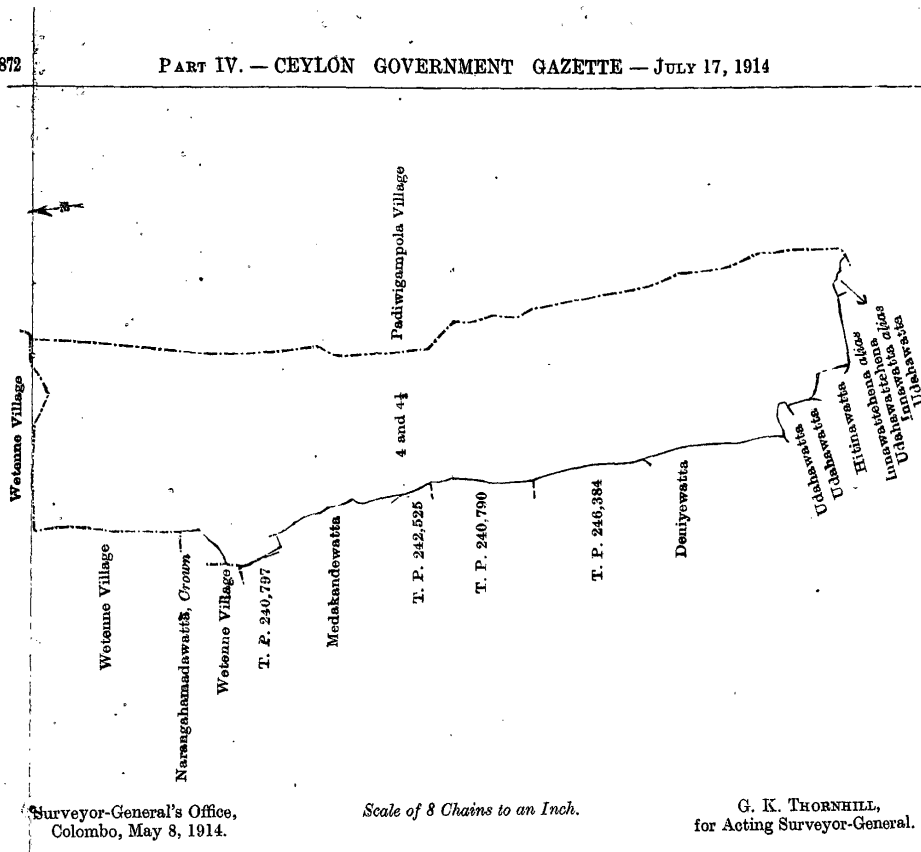 872
PART IV. — CEYLON GOVERNMENT GAZETTE — JULY 17, 1914
Padiwigampola Village
Wetenne Village
4 and 4½
Wetenne Village
Narangahamadawatta, Crown
Wetenne Village
T. P. 240,797
Medakandewatta
T. P. 242,525
T. P. 240,790
T. P. 246,384
Deniyewatta
Udahawatta
Udahawatta
Hitinawatta alias
Innawattehena alias
Udahawattehena alias
Innawatta alias
Udahawatta
Surveyor-General's Office,
Colombo, May 8, 1914.
Scale of 8 Chains to an Inch.
G. K. THORNHILL,
for Acting Surveyor-General.